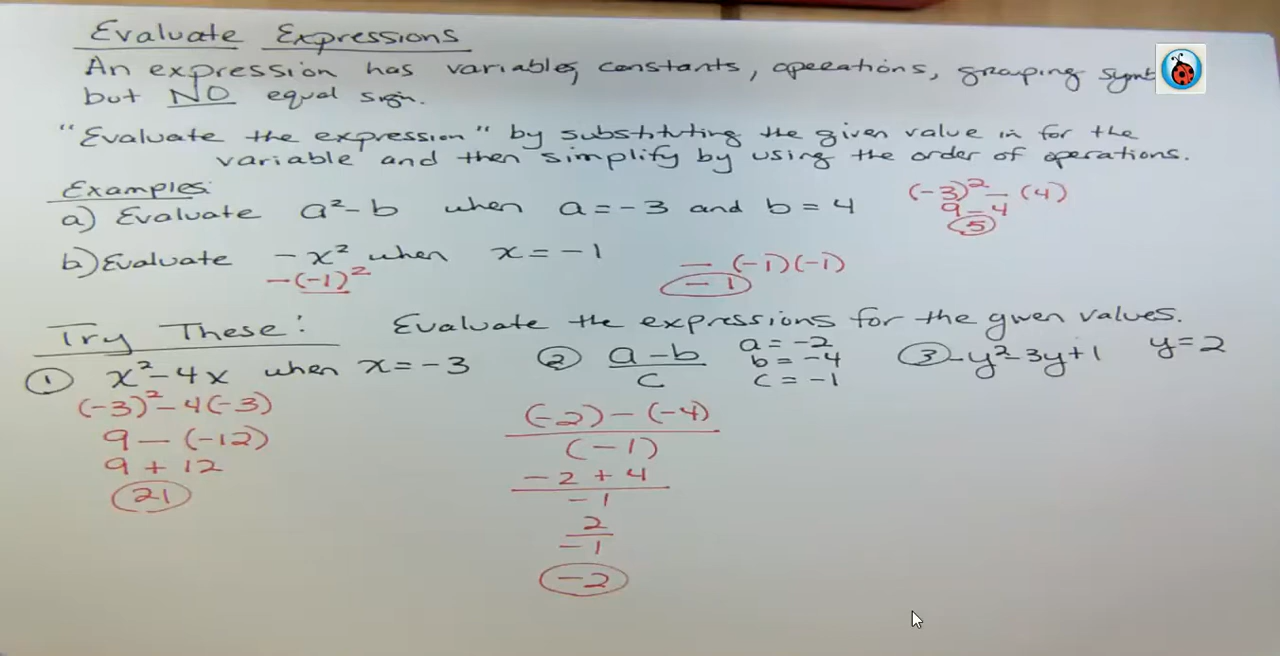 Evaluate Expressions
An expression has variables, constants, operations, grouping
but NO equal sign.
"Evaluate the expression" by substituting the given value in for the
variable and then simplify by using the order of operations.
Examples:
a) Evaluate a²-b when a = -3 and b = 4
(-3)² - (4)
9 - 4
5
b) Evaluate -x² when x = -1
-(-1)²
- (-1)(-1)
-1
Try These! Evaluate the expressions for the given values.
① x²-4x when x = -3
(-3)² - 4(-3)
9 - (-12)
9 + 12
21
② a-b
c
a = -2
b = -4
c = -1
(-2) - (-4)
(-1)
-2 + 4
-1
2
-1
-2
③ -y²-3y+1 y = 2